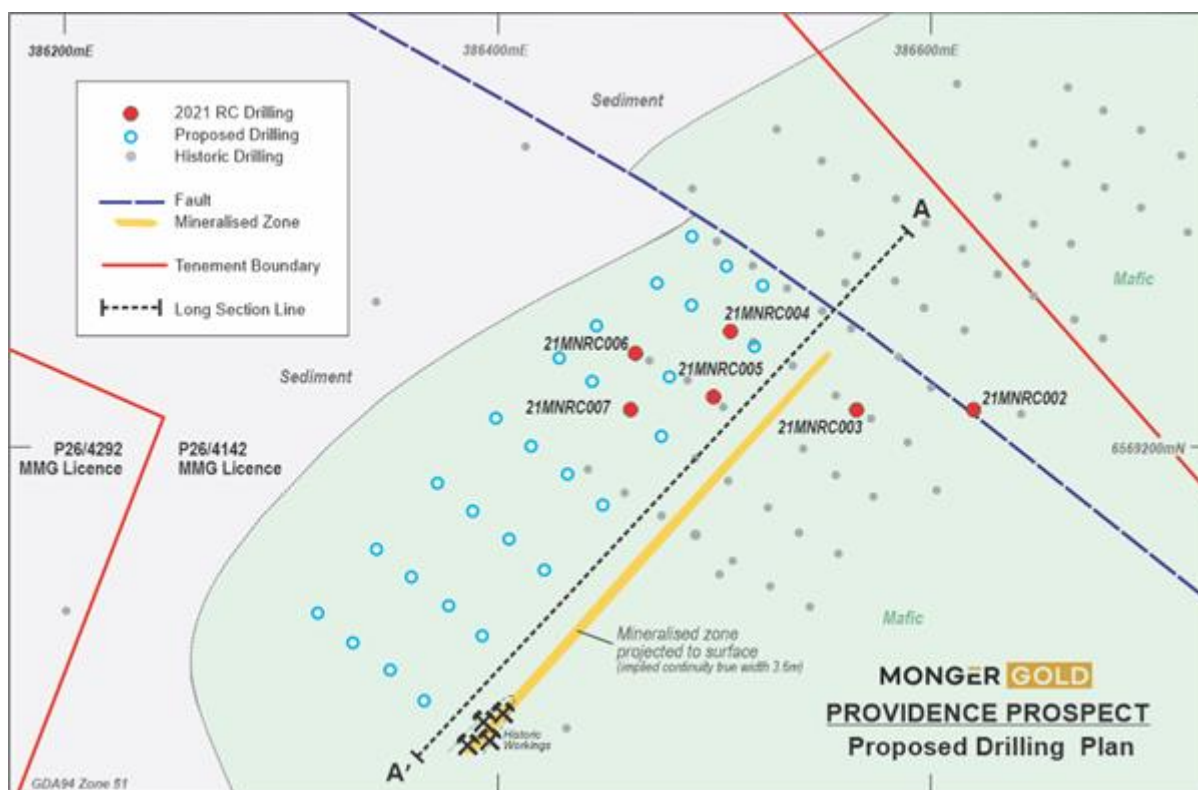 386200mE
386400mE
386600mE
2021 RC Drilling
Proposed Drilling
Historic Drilling
Fault
Mineralised Zone
Tenement Boundary
Long Section Line
Sediment
A
Mafic
21MNRC004
21MNRC006
Sediment
21MNRC005
21MNRC007
21MNRC003
21MNRC002
P26/4292
MMG Licence
P26/4142
MMG Licence
6569200mN
Mineralised zone
projected to surface
(implied continuity true width 3.6m)
Mafic
MONGER GOLD
PROVIDENCE PROSPECT
Proposed Drilling Plan
Historic
Workings
A'
GDA94 Zone 51